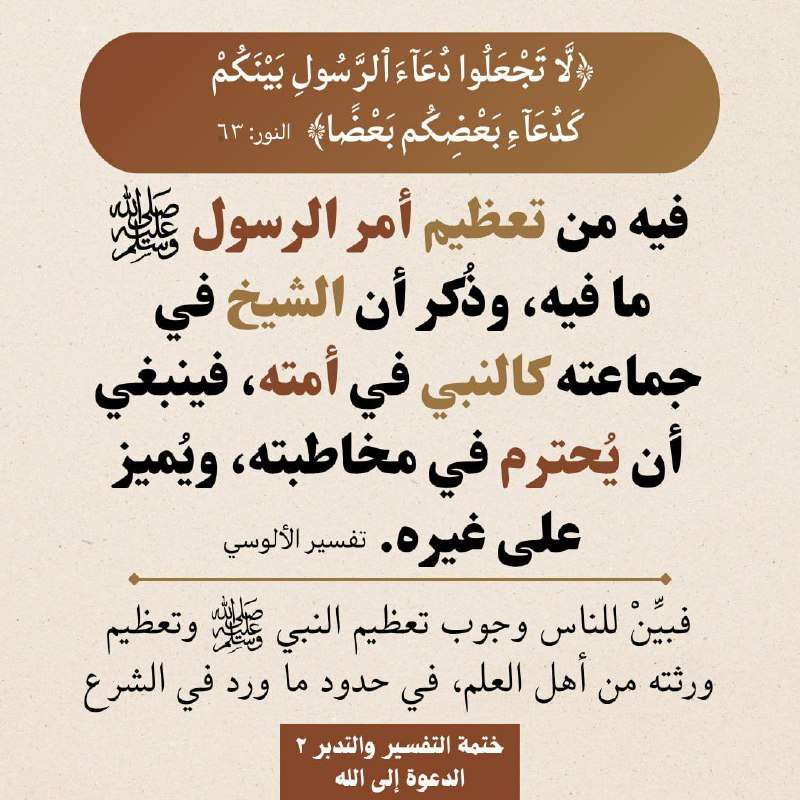 ﴿لَّا تَجْعَلُوا دُعَآءَ ٱلرَّسُولِ بَيْنَكُمْ
كَدُعَآءِ بَعْضِكُم بَعْضًا﴾ النور: ٦٣
فيه من تعظيم أمر الرسول ﷺ
ما فيه، وذُكر أن الشيخ في
جماعته كالنبي في أمته، فينبغي
أن يُحترم في مخاطبته، ويُميز
على غيره. تفسير الألوسي
فبيِّنْ للناس وجوب تعظيم النبي ﷺ وتعظيم
ورثته من أهل العلم، في حدود ما ورد في الشرع
ختمة التفسير والتدبر ٢
الدعوة إلى الله